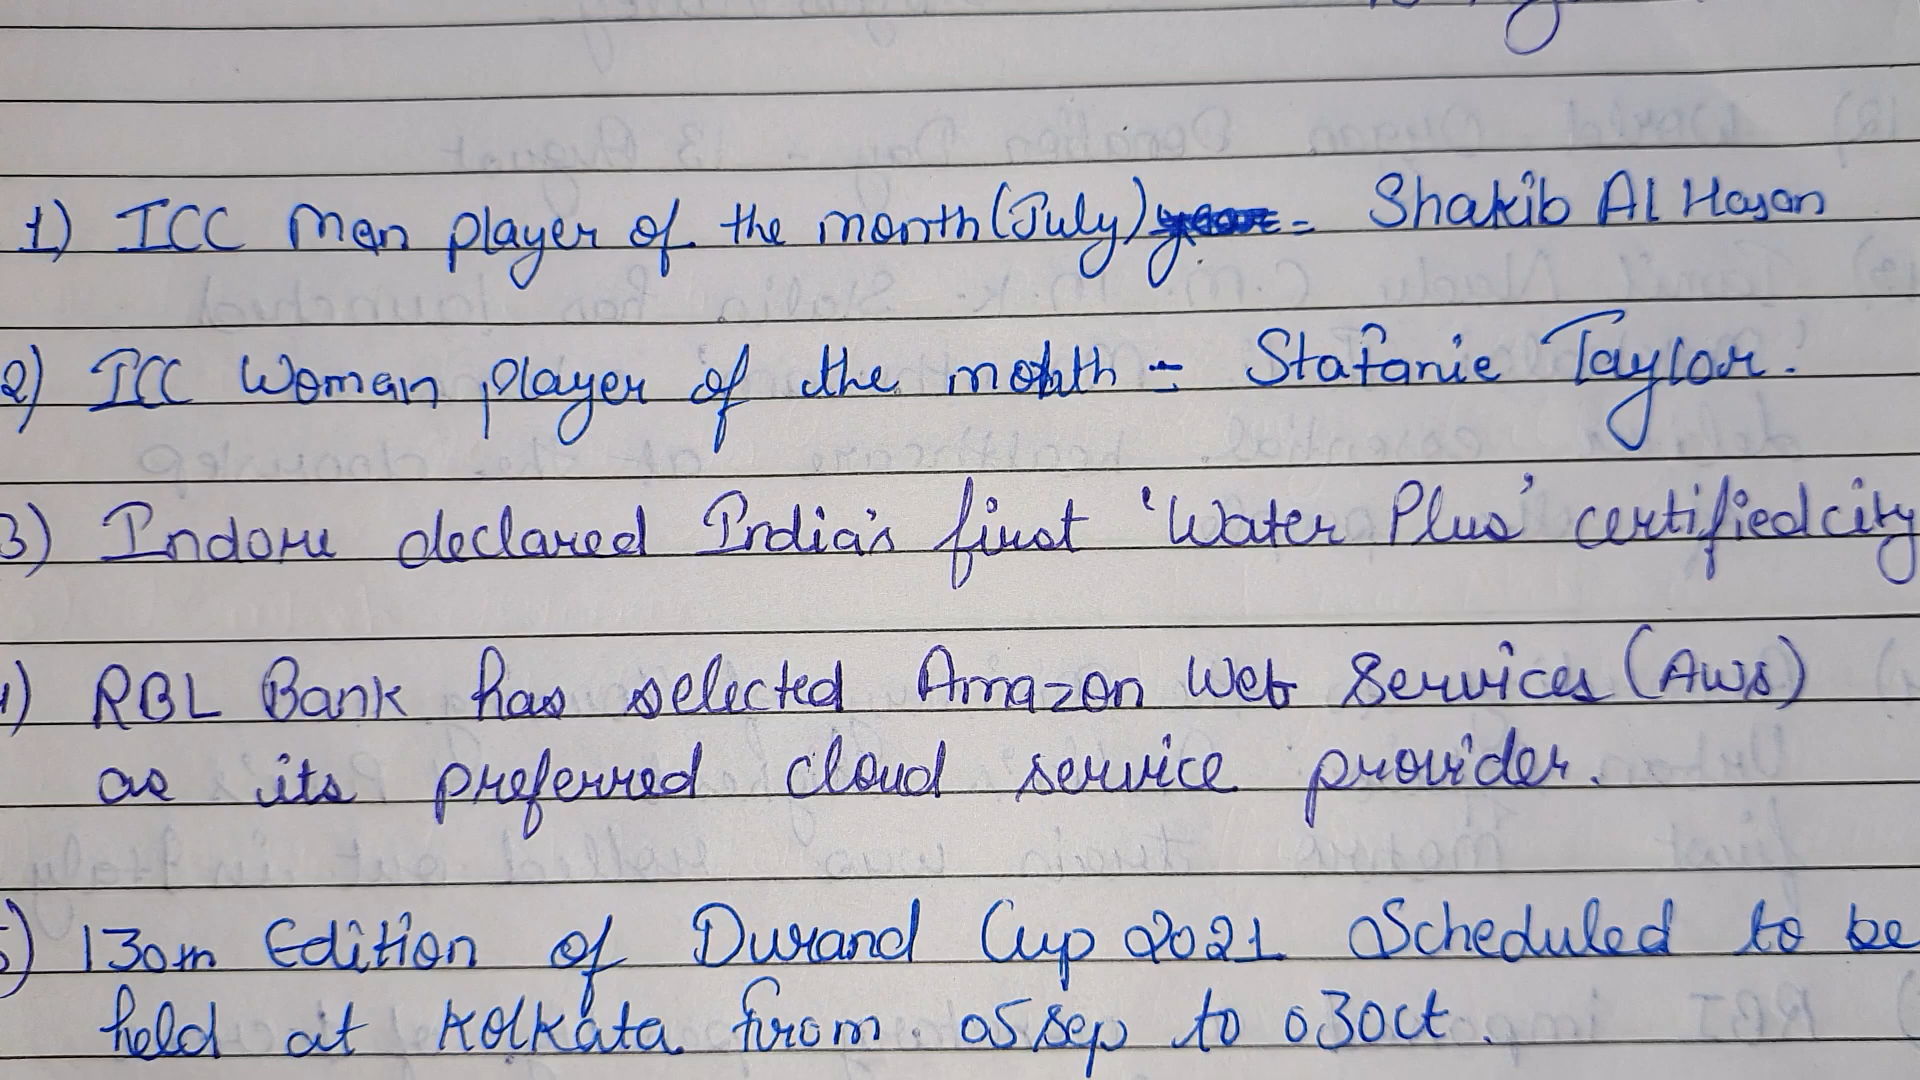 1) ICC Men player of the month (July) = Shakib Al Hasan
2) ICC Woman player of the month = Stafanie Taylor.
3) Indore declared India's first 'Water Plus' certified city
4) RBL Bank has selected Amazon Web Services (AWS)
as its preferred cloud service provider.
5) 130th Edition of Durand Cup 2021 Scheduled to be
held at Kolkata from 05 Sep to 03 Oct.